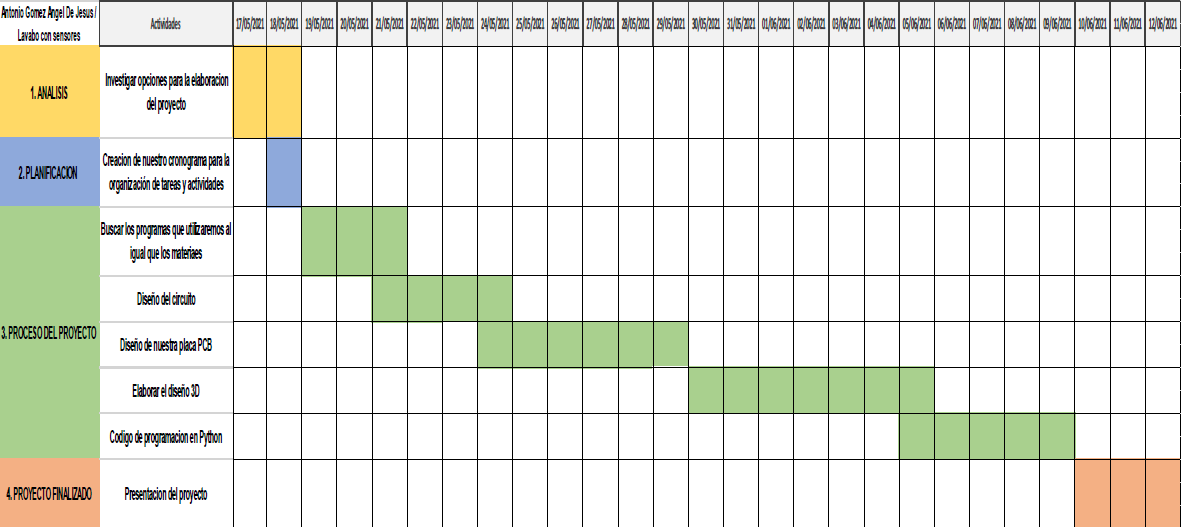 Antonio Gomez Angel De Jesus /
Lavabo con sensores
Actividades
17/05/2021 18/05/2021 19/05/2021 20/05/2021 21/05/2021 22/05/2021 23/05/2021 24/05/2021 25/05/2021 26/05/2021 27/05/2021 28/05/2021 29/05/2021 30/05/2021 31/05/2021 01/06/2021 02/06/2021 03/06/2021 04/06/2021 05/06/2021 06/06/2021 07/06/2021 08/06/2021 09/06/2021 10/06/2021 11/06/2021 12/06/2021
1. ANALISIS
Investigar opciones para la elaboracion
del proyecto
2. PLANIFICACION
Creacion de nuestro cronograma para la
organización de tareas y actividades
3. PROCESO DEL PROYECTO
Buscar los programas que utilizaremos al
igual que los materiaes
Diseño del circuito
Diseño de nuestra placa PCB
Elaborar el diseño 3D
Codigo de programacion en Python
4. PROYECTO FINALIZADO
Presentacion del proyecto